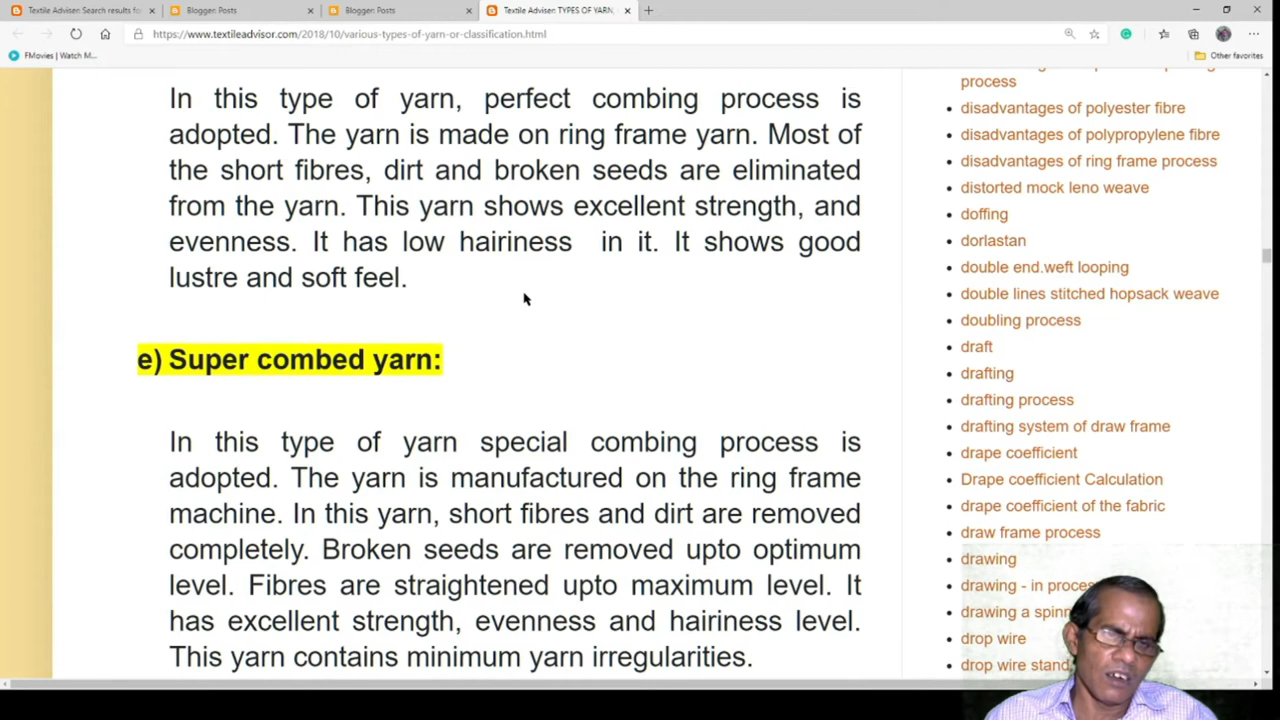 Textile Adviser: Search results fo
Blogger: Posts
Blogger: Posts
Textile Adviser: TYPES OF YARN,
https://www.textileadvisor.com/2018/10/various-types-of-yarn-or-classification.html
FMovies | Watch M...
Other favorites
In this type of yarn, perfect combing process is
adopted. The yarn is made on ring frame yarn. Most of
the short fibres, dirt and broken seeds are eliminated
from the yarn. This yarn shows excellent strength, and
evenness. It has low hairiness in it. It shows good
lustre and soft feel.
e) Super combed yarn:
In this type of yarn special combing process is
adopted. The yarn is manufactured on the ring frame
machine. In this yarn, short fibres and dirt are removed
completely. Broken seeds are removed upto optimum
level. Fibres are straightened upto maximum level. It
has excellent strength, evenness and hairiness level.
This yarn contains minimum yarn irregularities.
process
disadvantages of polyester fibre
disadvantages of polypropylene fibre
disadvantages of ring frame process
distorted mock leno weave
doffing
dorlastan
double end.weft looping
double lines stitched hopsack weave
doubling process
draft
drafting
drafting process
drafting system of draw frame
drape coefficient
Drape coefficient Calculation
drape coefficient of the fabric
draw frame process
drawing
drawing - in proces
drawing a spinn
drop wire
drop wire stand